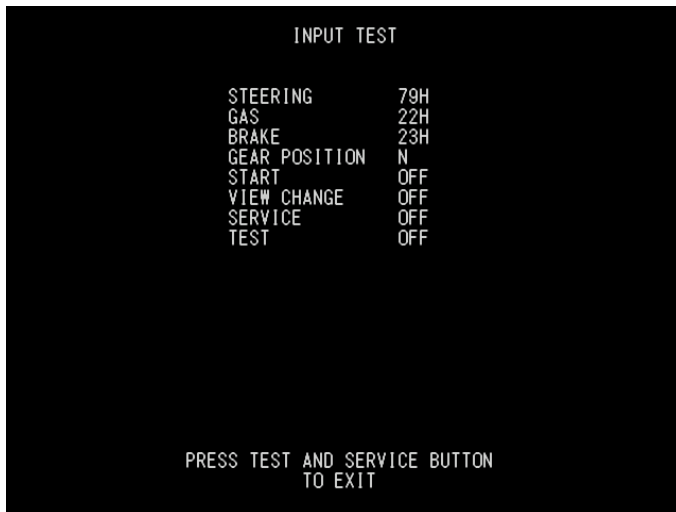 INPUT TEST
STEERING 79H
GAS 22H
BRAKE 23H
GEAR POSITION N
START OFF
VIEW CHANGE OFF
SERVICE OFF
TEST OFF
PRESS TEST AND SERVICE BUTTON
TO EXIT